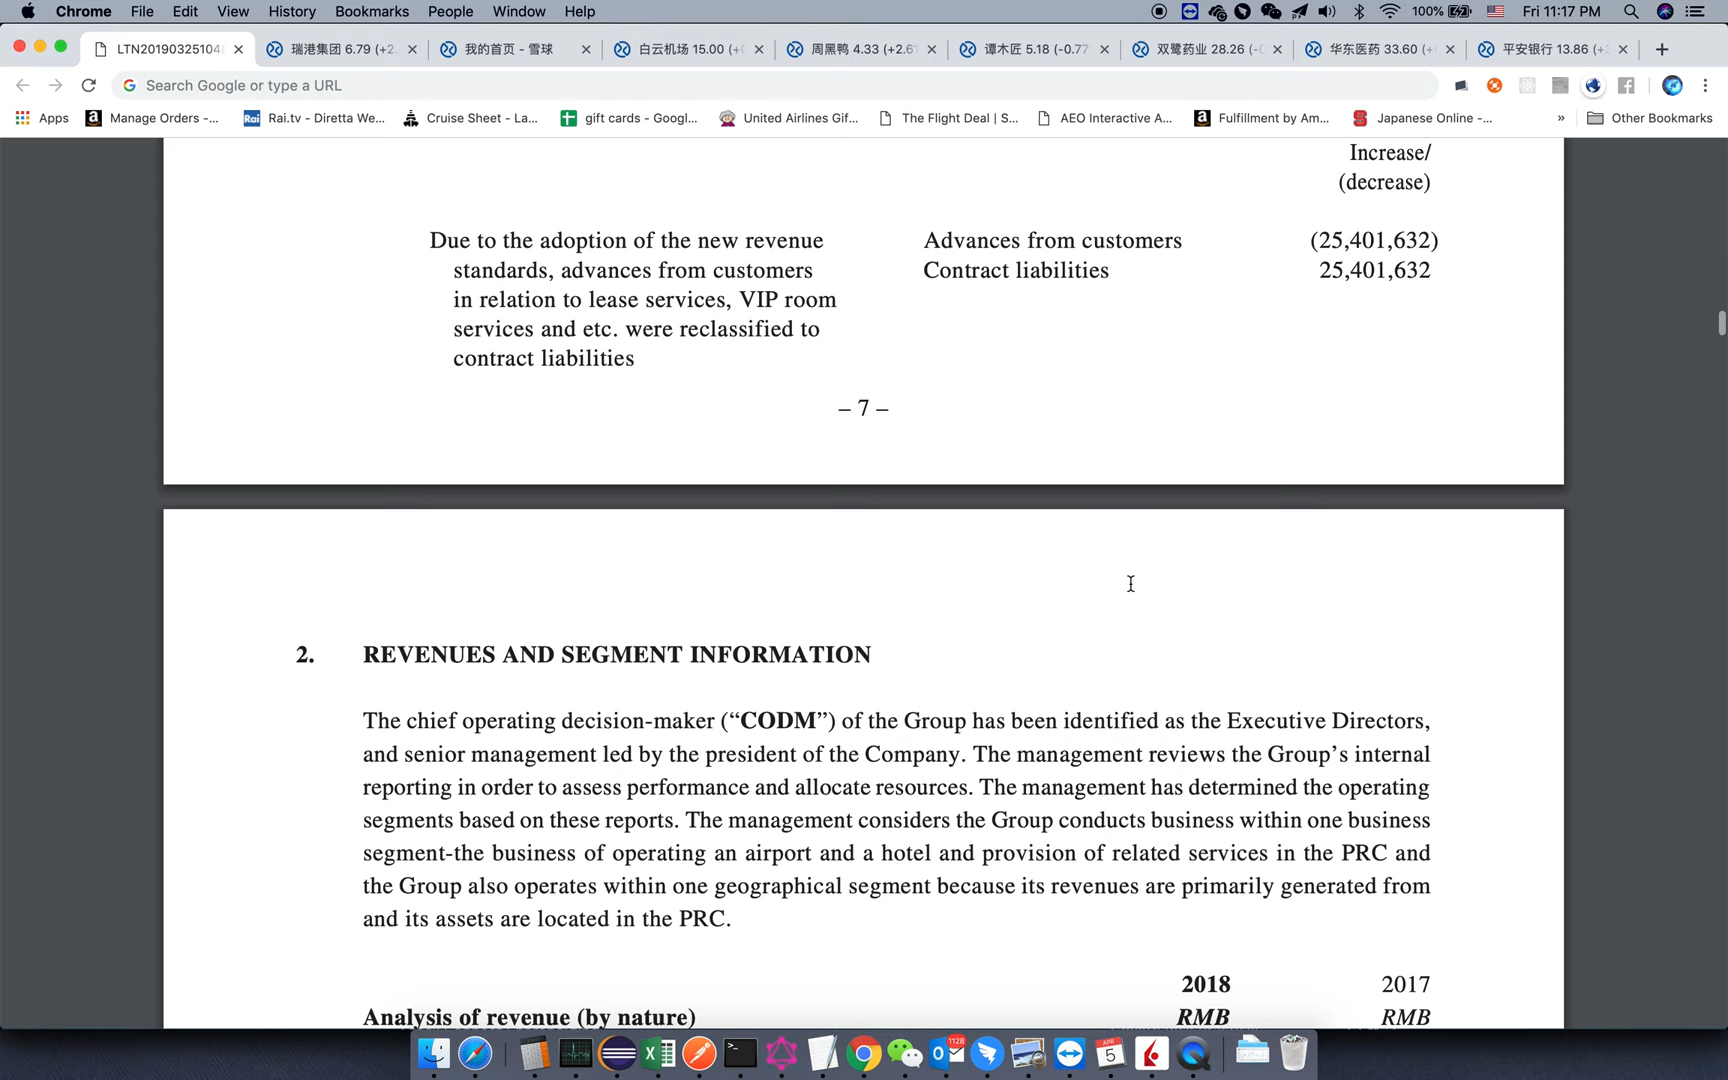 Chrome File Edit View History Bookmarks People Window Help 100% Fri 11:17 PM
LTN2019032510 瑞港集团 6.79 (+2. 我的首页 - 雪球 白云机场 15.00 (+ 周黑鸭 4.33 (+2.6 谭木匠 5.18 (-0.77 双鹭药业 28.26 (- 华东医药 33.60 (+ 平安银行 13.86 (+
Search Google or type a URL
Apps Manage Orders -... Rai.tv - Diretta We... Cruise Sheet - La... gift cards - Googl... United Airlines Gif... The Flight Deal | S... AEO Interactive A... Fulfillment by Am... Japanese Online -... » Other Bookmarks
Increase/
(decrease)
Due to the adoption of the new revenue Advances from customers (25,401,632)
standards, advances from customers Contract liabilities 25,401,632
in relation to lease services, VIP room
services and etc. were reclassified to
contract liabilities
– 7 –
2. REVENUES AND SEGMENT INFORMATION
The chief operating decision-maker (“CODM”) of the Group has been identified as the Executive Directors,
and senior management led by the president of the Company. The management reviews the Group’s internal
reporting in order to assess performance and allocate resources. The management has determined the operating
segments based on these reports. The management considers the Group conducts business within one business
segment-the business of operating an airport and a hotel and provision of related services in the PRC and
the Group also operates within one geographical segment because its revenues are primarily generated from
and its assets are located in the PRC.
2018 2017
Analysis of revenue (by nature) RMB RMB
1128
APR
5